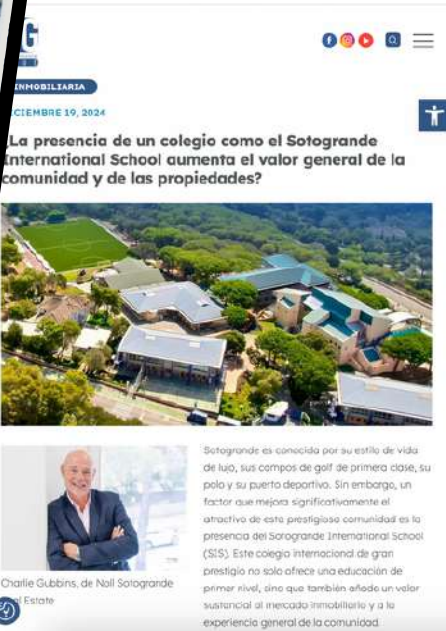 G
INMOBILIARIA
CIEMBRE 19, 2024
¿La presencia de un colegio como el Sotogrande
International School aumenta el valor general de la
comunidad y de las propiedades?
Sotogrande es conocida por su estilo de vida
de lujo, sus campos de golf de primera clase, su
polo y su puerto deportivo. Sin embargo, un
factor que mejora significativamente el
atractivo de esta prestigiosa comunidad es la
presencia del Sotogrande International School
(SIS). Este colegio internacional de gran
prestigio no solo ofrece una educación de
primer nivel, sino que también añade un valor
sustancial al mercado inmobiliario y a la
experiencia general de la comunidad.
Charlie Gubbins, de Noll Sotogrande
Real Estate